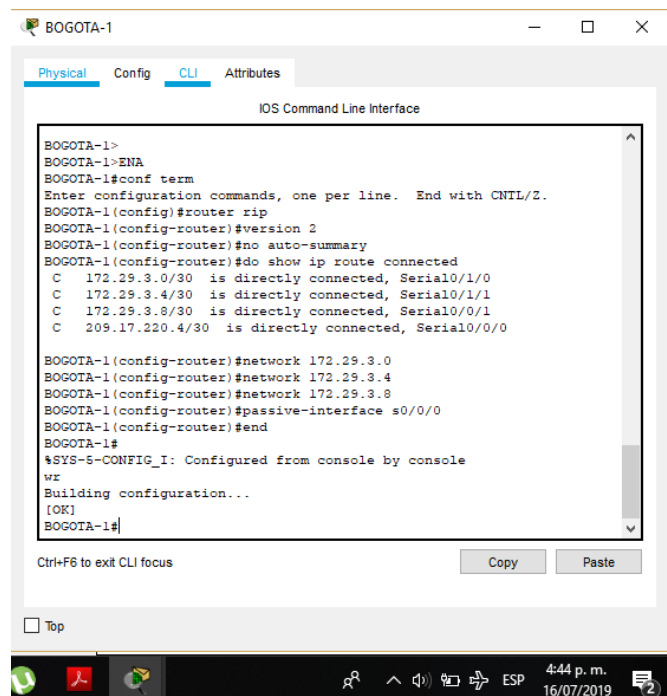 BOGOTA-1
Physical Config CLI Attributes
IOS Command Line Interface
BOGOTA-1>
BOGOTA-1>ENA
BOGOTA-1#conf term
Enter configuration commands, one per line. End with CNTL/Z.
BOGOTA-1(config)#router rip
BOGOTA-1(config-router)#version 2
BOGOTA-1(config-router)#no auto-summary
BOGOTA-1(config-router)#do show ip route connected
C 172.29.3.0/30 is directly connected, Serial0/1/0
C 172.29.3.4/30 is directly connected, Serial0/1/1
C 172.29.3.8/30 is directly connected, Serial0/0/1
C 209.17.220.4/30 is directly connected, Serial0/0/0
BOGOTA-1(config-router)#network 172.29.3.0
BOGOTA-1(config-router)#network 172.29.3.4
BOGOTA-1(config-router)#network 172.29.3.8
BOGOTA-1(config-router)#passive-interface s0/0/0
BOGOTA-1(config-router)#end
BOGOTA-1#
%SYS-5-CONFIG_I: Configured from console by console
wr
Building configuration...
[OK]
BOGOTA-1#
Ctrl+F6 to exit CLI focus
Copy Paste
Top
ESP
4:44 p. m.
16/07/2019
2